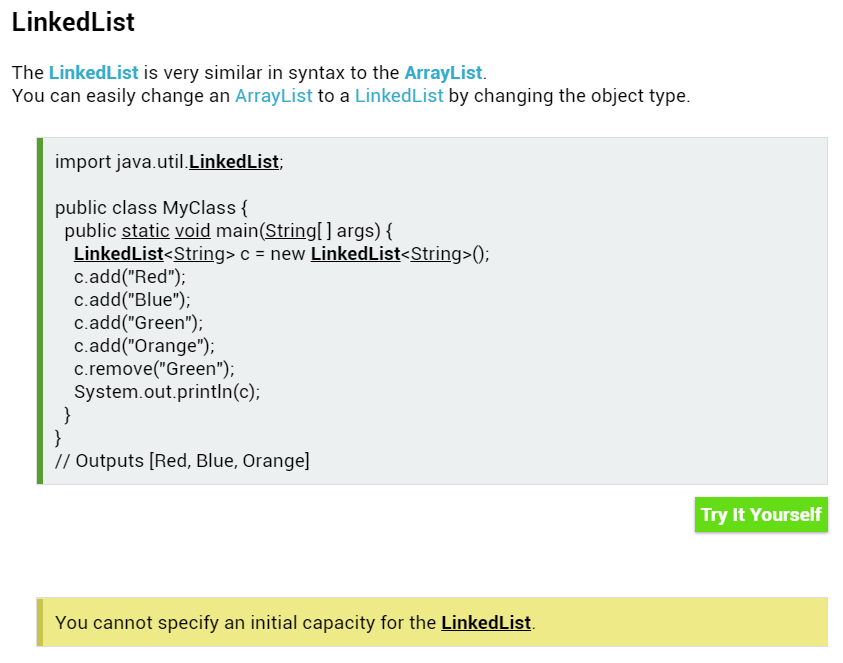 LinkedList
The LinkedList is very similar in syntax to the ArrayList.
You can easily change an ArrayList to a LinkedList by changing the object type.
import java.util.LinkedList;
public class MyClass {
public static void main(String[ ] args) {
LinkedList<String> c = new LinkedList<String>();
c.add("Red");
c.add("Blue");
c.add("Green");
c.add("Orange");
c.remove("Green");
System.out.println(c);
}
}
// Outputs [Red, Blue, Orange]
Try It Yourself
You cannot specify an initial capacity for the LinkedList.